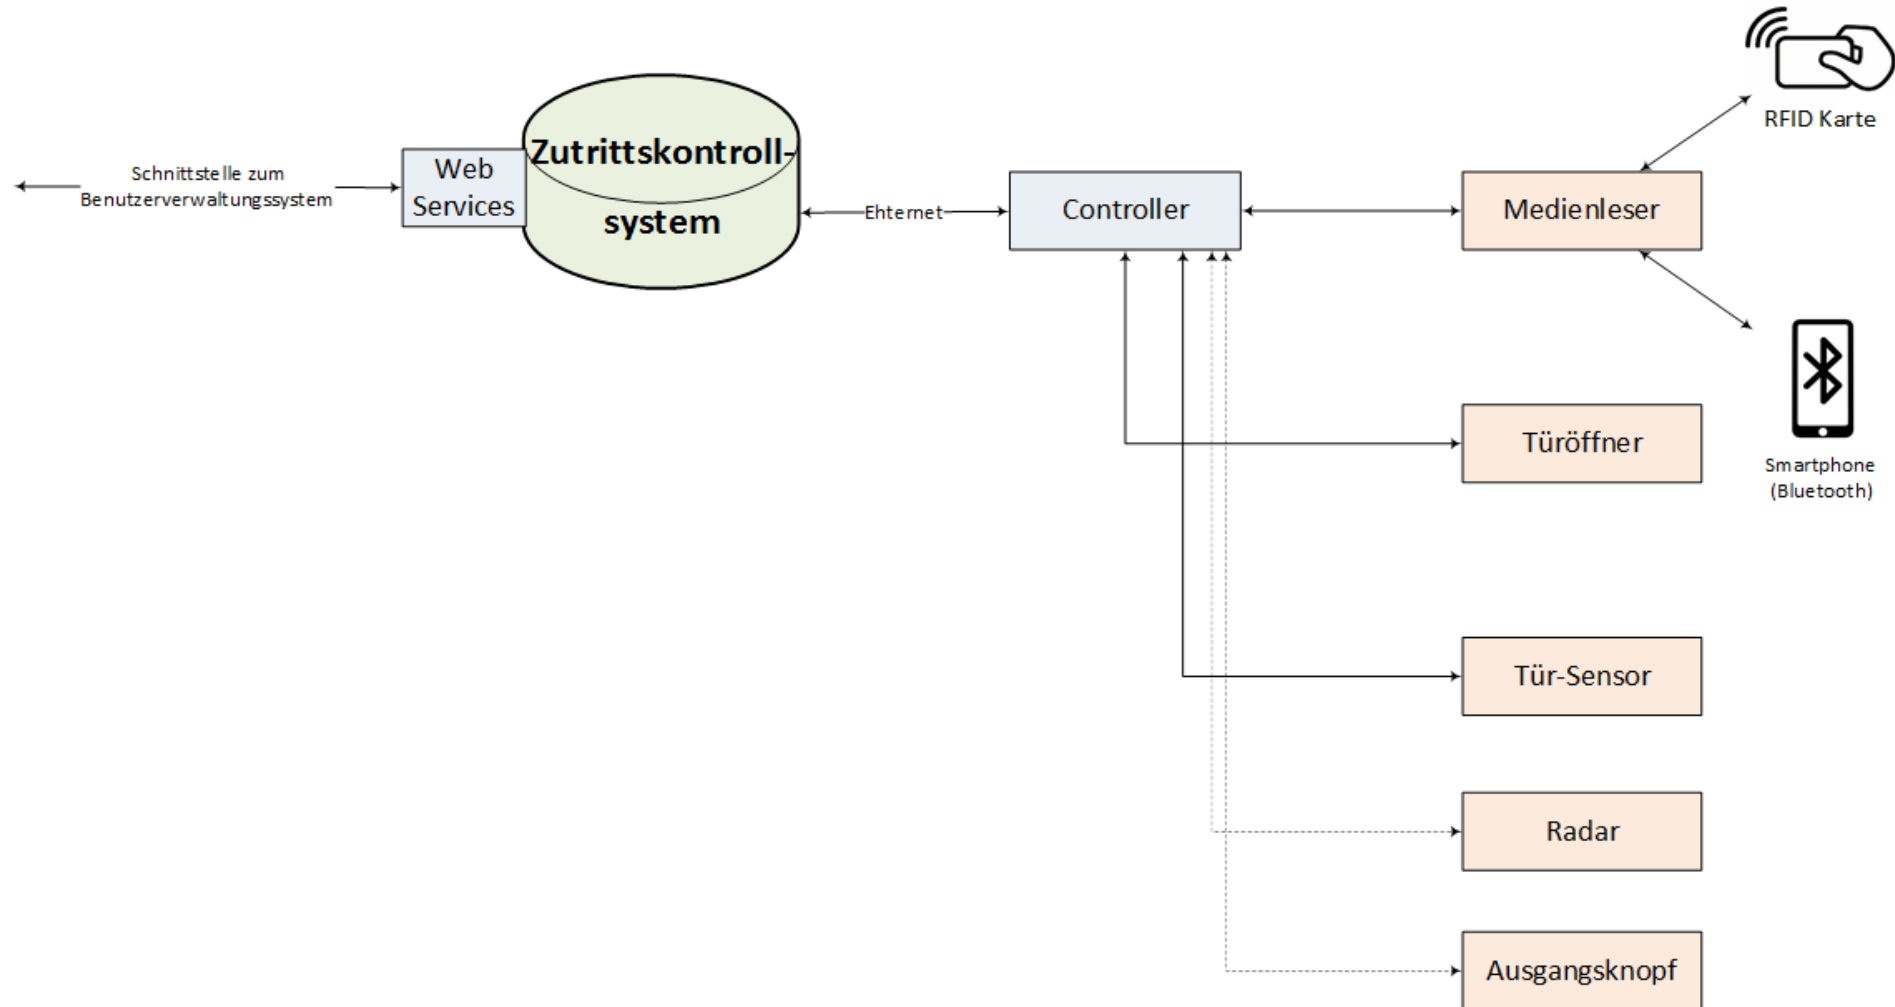 RFID Karte
Zutrittskontroll-
system
Web
Services
Schnittstelle zum
Benutzerverwaltungssystem
Ehternet
Controller
Medienleser
Türöffner
Smartphone
(Bluetooth)
Tür-Sensor
Radar
Ausgangsknopf